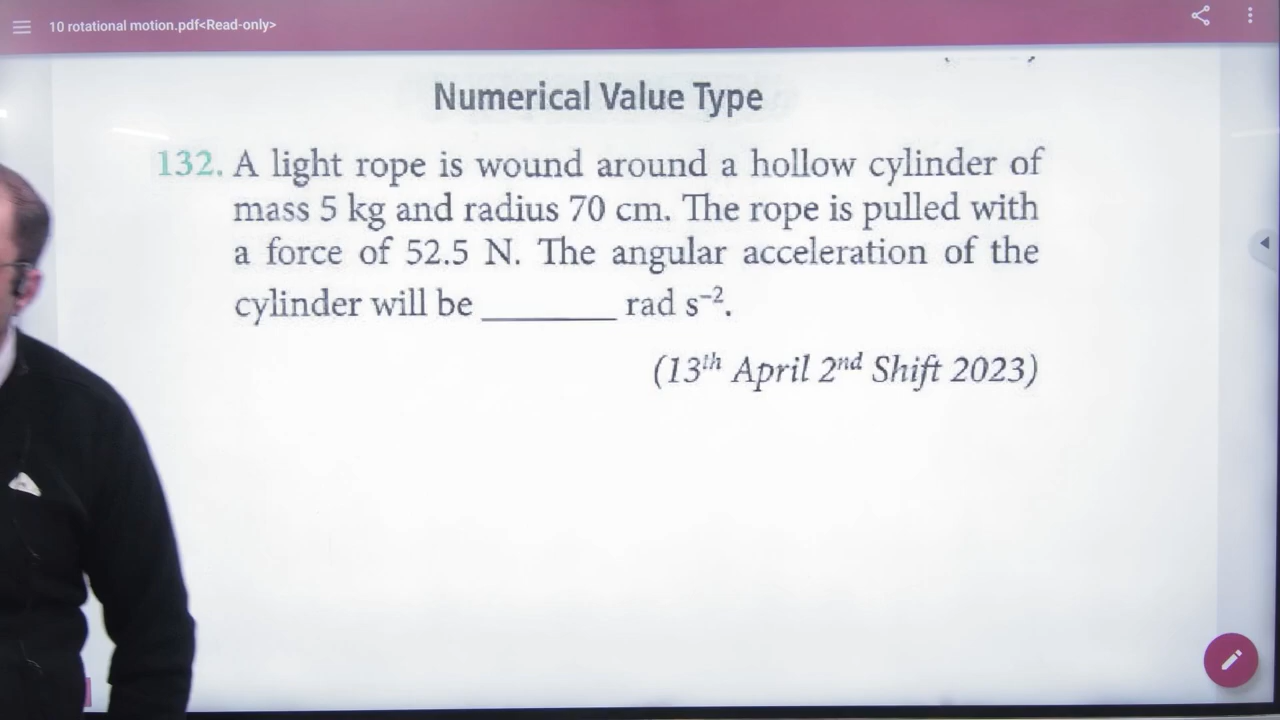 10 rotational motion.pdf<Read-only>
Numerical Value Type
132. A light rope is wound around a hollow cylinder of
mass 5 kg and radius 70 cm. The rope is pulled with
a force of 52.5 N. The angular acceleration of the
cylinder will be ________ rad s⁻².
(13ᵗʰ April 2ⁿᵈ Shift 2023)